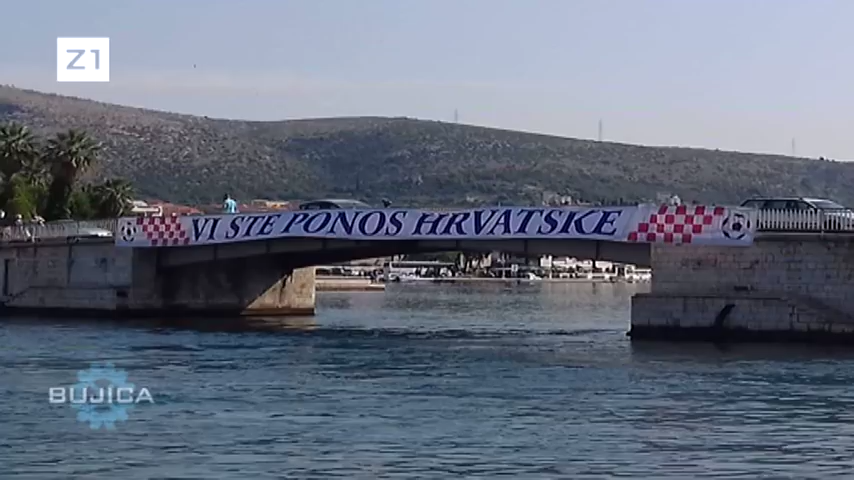 Z1
VI STE PONOS HRVATSKE
BUJICA